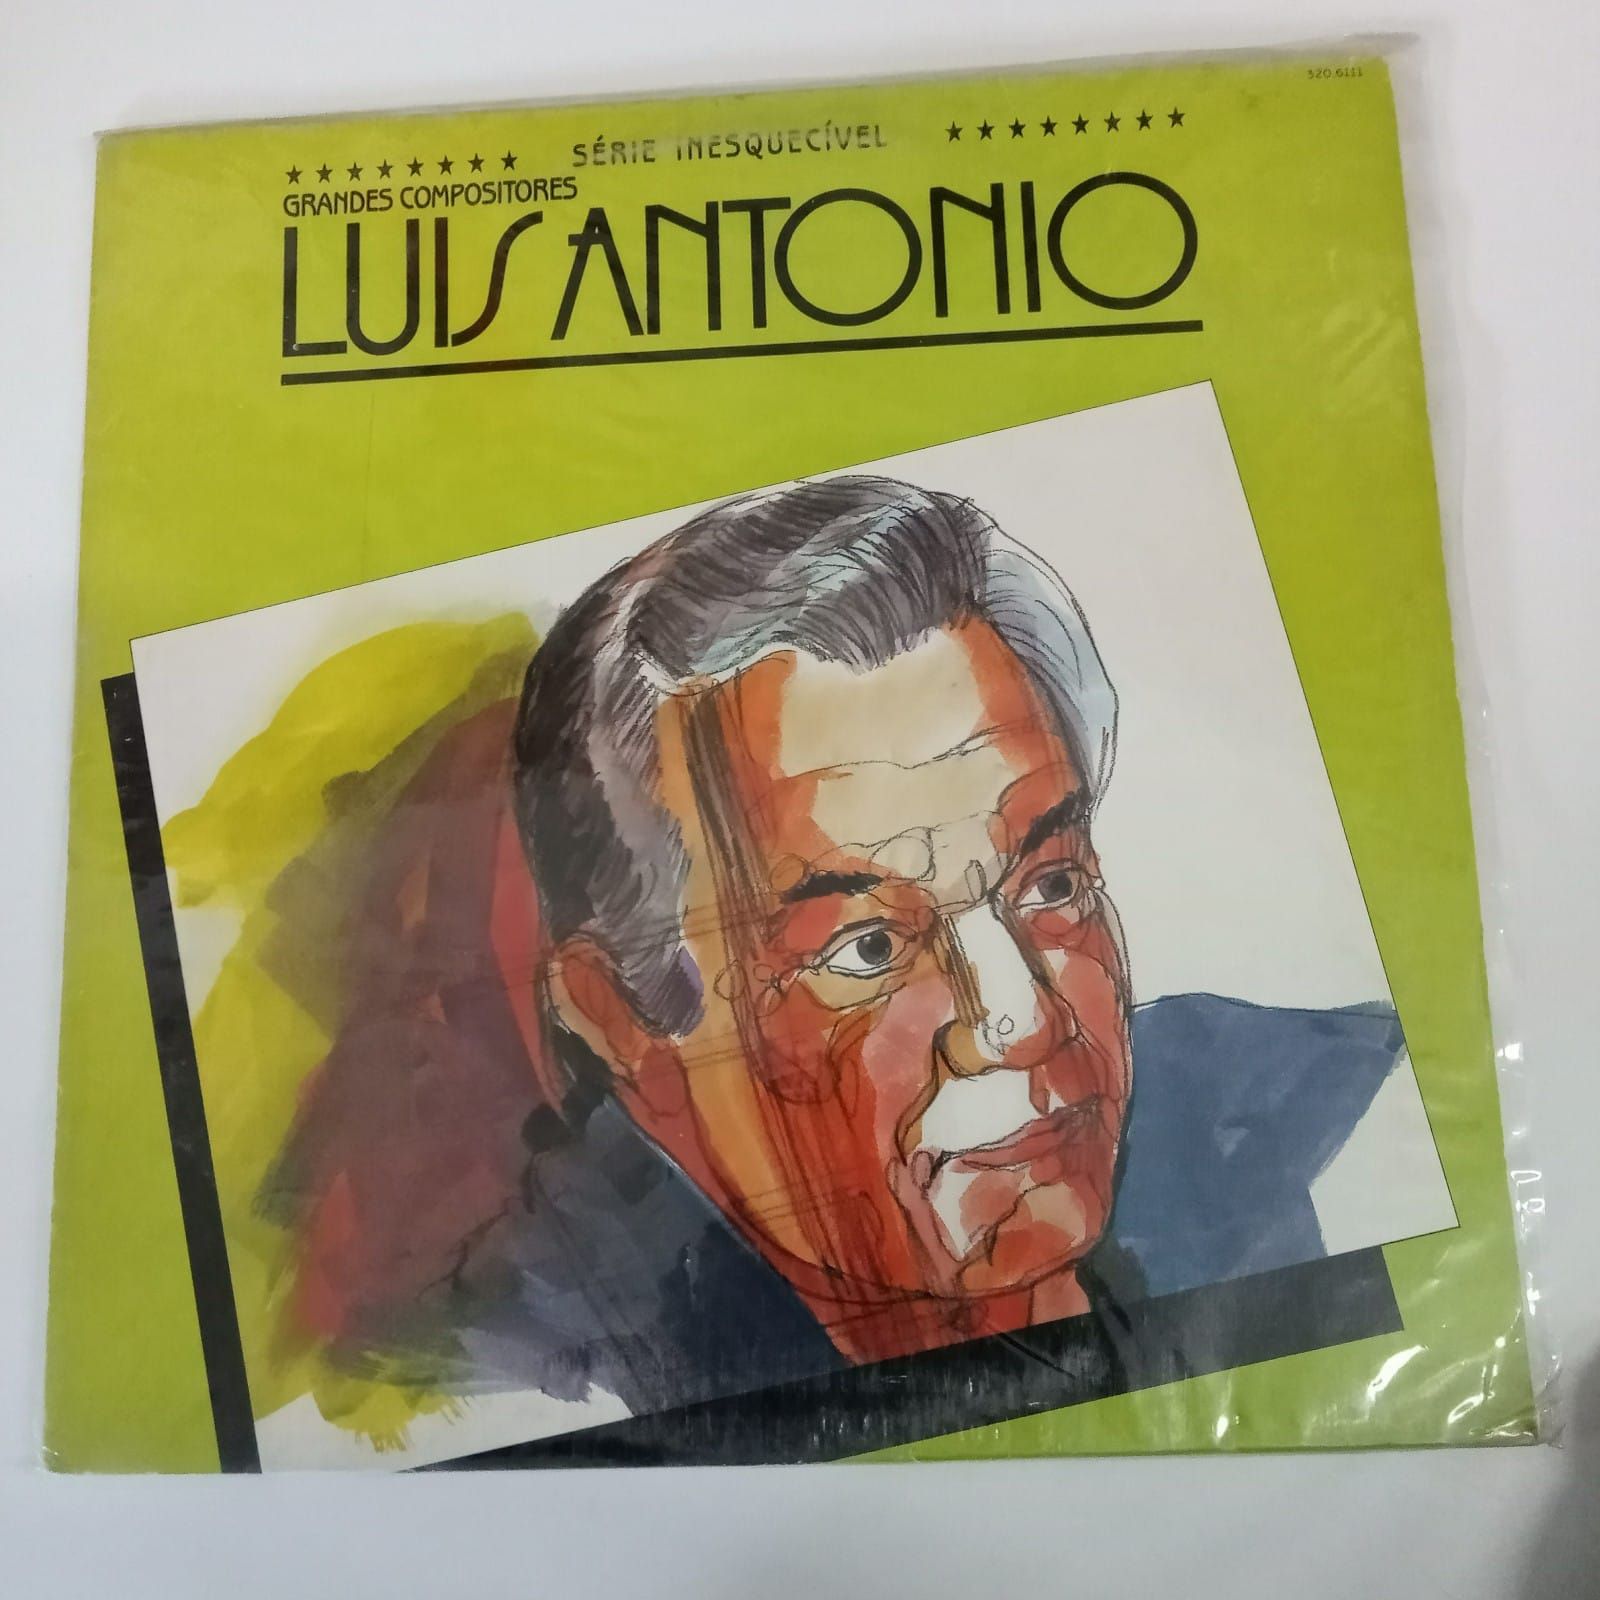 320.6111
★★★★★★★★ SÉRIE INESQUECÍVEL ★★★★★★★★
GRANDES COMPOSITORES
LUIS ANTONIO